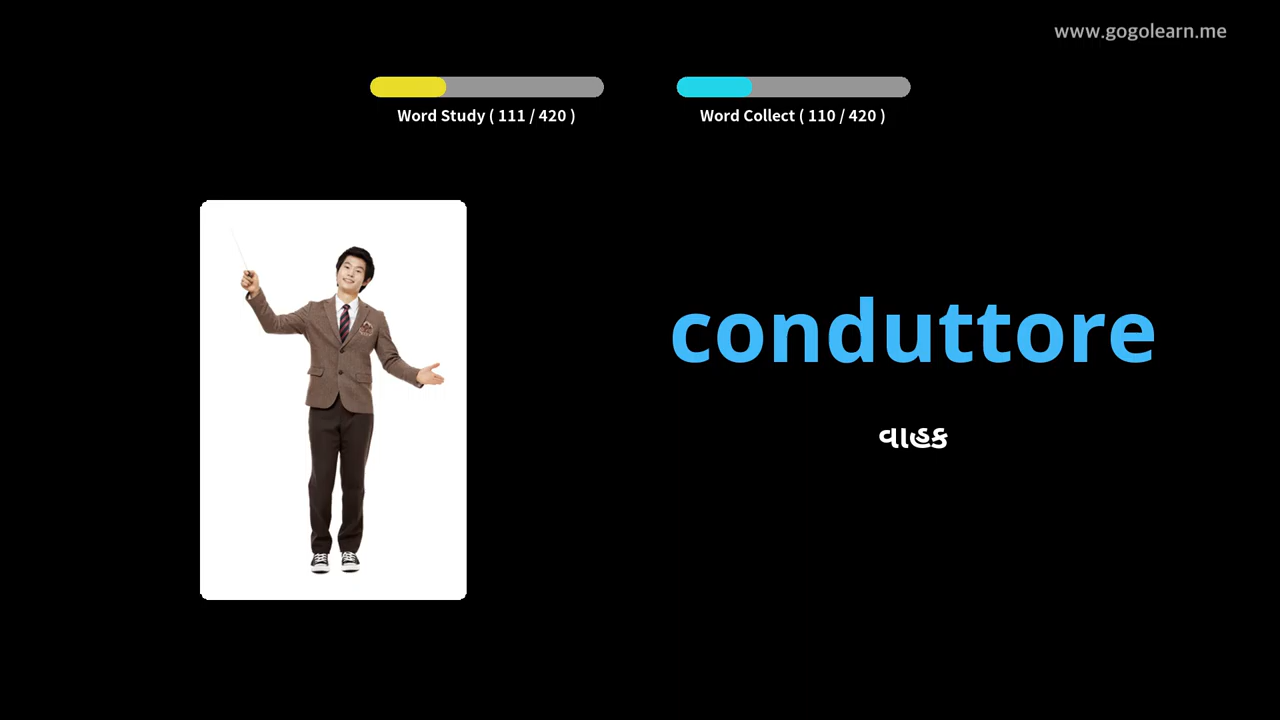 www.gogolearn.me
Word Study ( 111 / 420 )
Word Collect ( 110 / 420 )
conduttore
વાહક